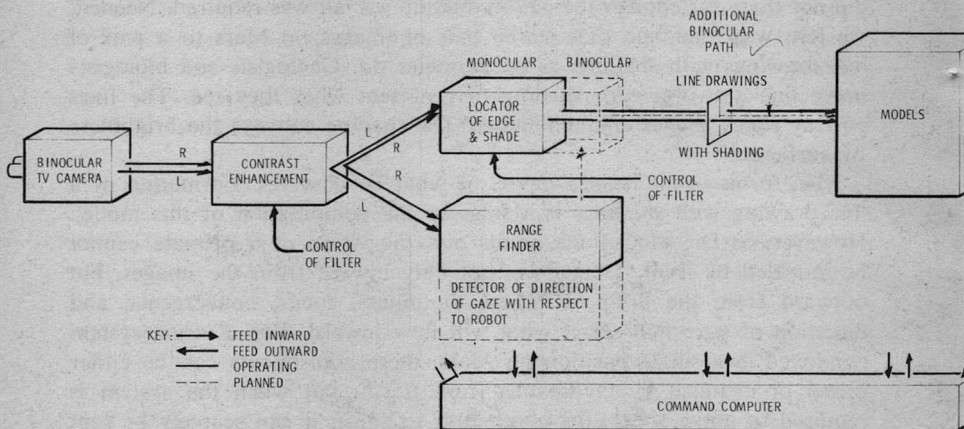 ADDITIONAL
BINOCULAR
PATH
MONOCULAR
BINOCULAR
LOCATOR
OF EDGE
& SHADE
LINE DRAWINGS
WITH SHADING
MODELS
BINOCULAR
TV CAMERA
R
CONTRAST
ENHANCEMENT
R
R
L
CONTROL
OF FILTER
CONTROL
OF FILTER
RANGE
FINDER
DETECTOR OF DIRECTION
OF GAZE WITH RESPECT
TO ROBOT
KEY:
FEED INWARD
FEED OUTWARD
OPERATING
PLANNED
COMMAND COMPUTER